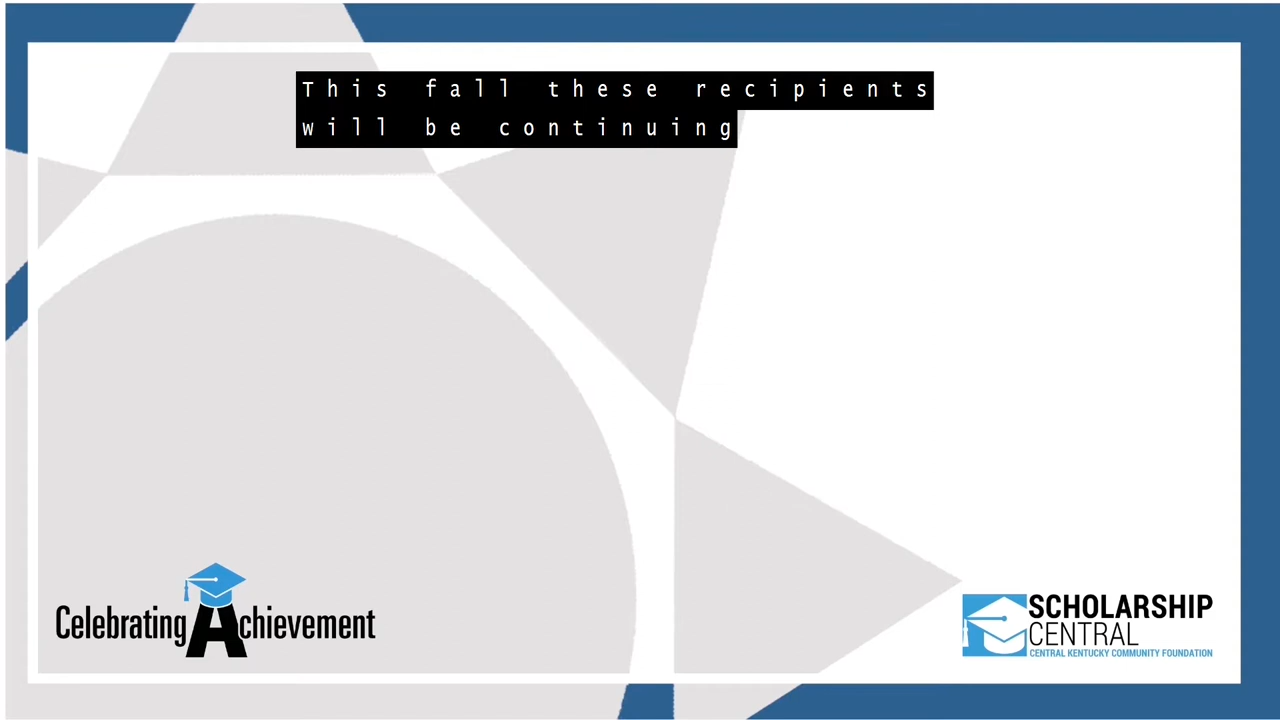 This fall these recipients
will be continuing
Celebrating Achievement
SCHOLARSHIP
CENTRAL
CENTRAL KENTUCKY COMMUNITY FOUNDATION